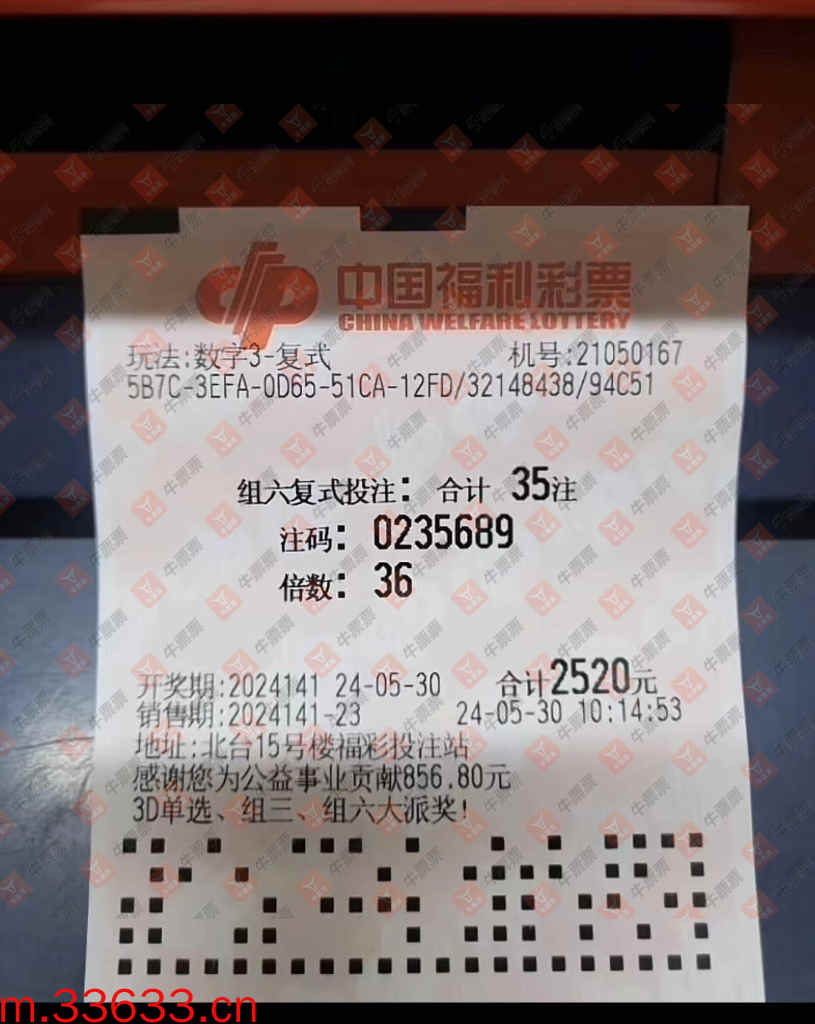 中国福利彩票
CHINA WELFARE LOTTERY
玩法:数字3-复式 机号:21050167
5B7C-3EFA-0D65-51CA-12FD/32148438/94C51
组六复式投注: 合计 35注
注码: 0235689
倍数: 36
开奖期:2024141 24-05-30 合计2520元
销售期:2024141-23 24-05-30 10:14:53
地址:北台15号楼福彩投注站
感谢您为公益事业贡献856.80元
3D单选、组三、组六大派奖!
牛票票
m.33633.cn